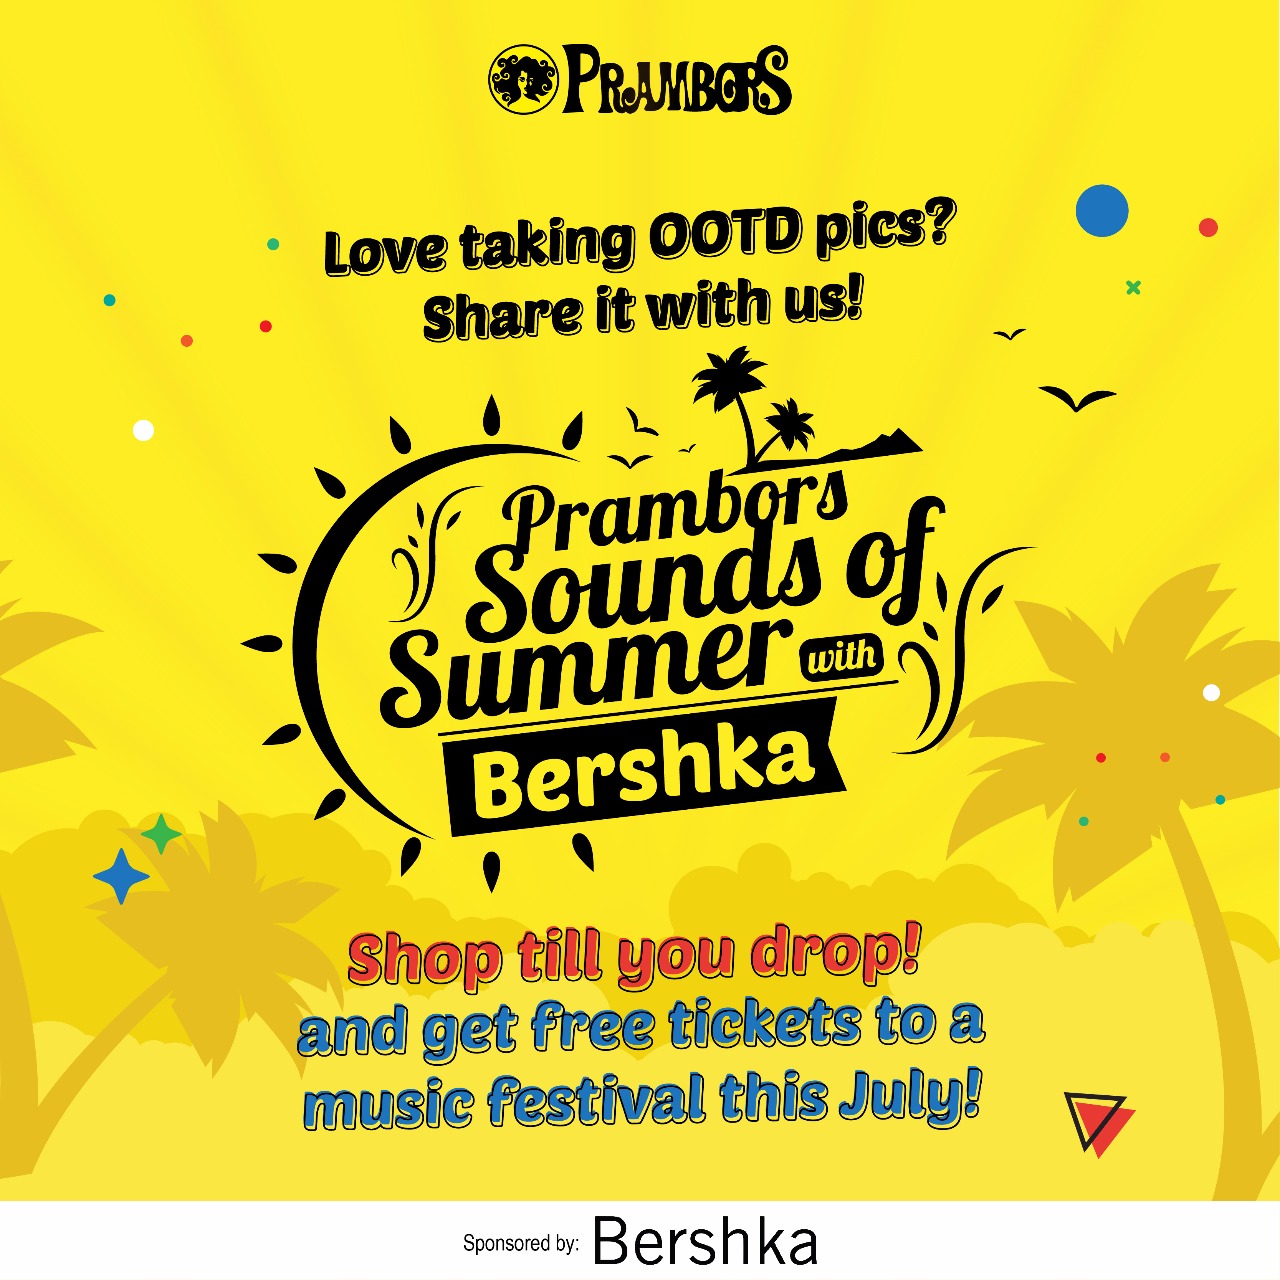 PRAMBORS
Love taking OOTD pics?
Share it with us!
Prambors
Sounds of
Summer with
Bershka
Shop till you drop!
and get free tickets to a
music festival this July!
Sponsored by: Bershka